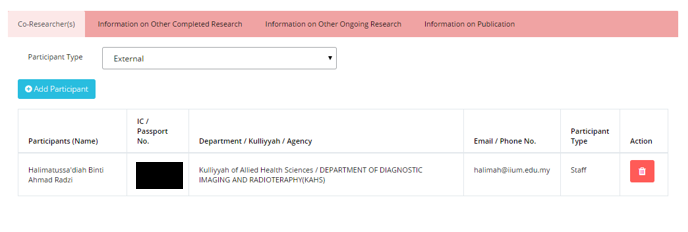 Co-Researcher(s) Information on Other Completed Research Information on Other Ongoing Research Information on Publication
Participant Type External
Add Participant
Participants (Name) IC / Passport No. Department / Kulliyyah / Agency Email / Phone No. Participant Type Action
Halimatussa'diah Binti Kulliyyah of Allied Health Sciences / DEPARTMENT OF DIAGNOSTIC halimah@iium.edu.my Staff
Ahmad Radzi IMAGING AND RADIOTERAPHY(KAHS)